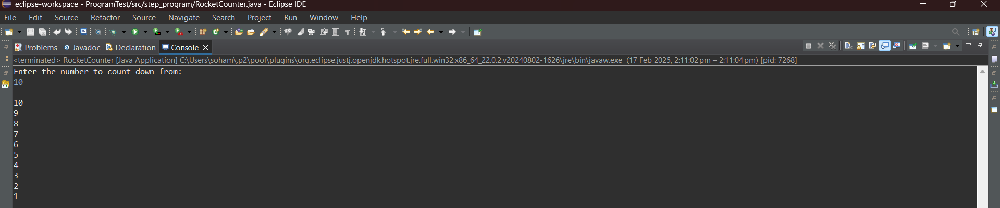 eclipse-workspace - ProgramTest/src/step_program/RocketCounter.java - Eclipse IDE
File Edit Source Refactor Source Navigate Search Project Run Window Help
Problems @ Javadoc Declaration Console
<terminated> RocketCounter [Java Application] C:\Users\soham\.p2\pool\plugins\org.eclipse.justj.openjdk.hotspot.jre.full.win32.x86_64_22.0.2.v20240802-1626\jre\bin\javaw.exe (17 Feb 2025, 2:11:02 pm – 2:11:04 pm) [pid: 7268]
Enter the number to count down from:
10
10
9
8
7
6
5
4
3
2
1